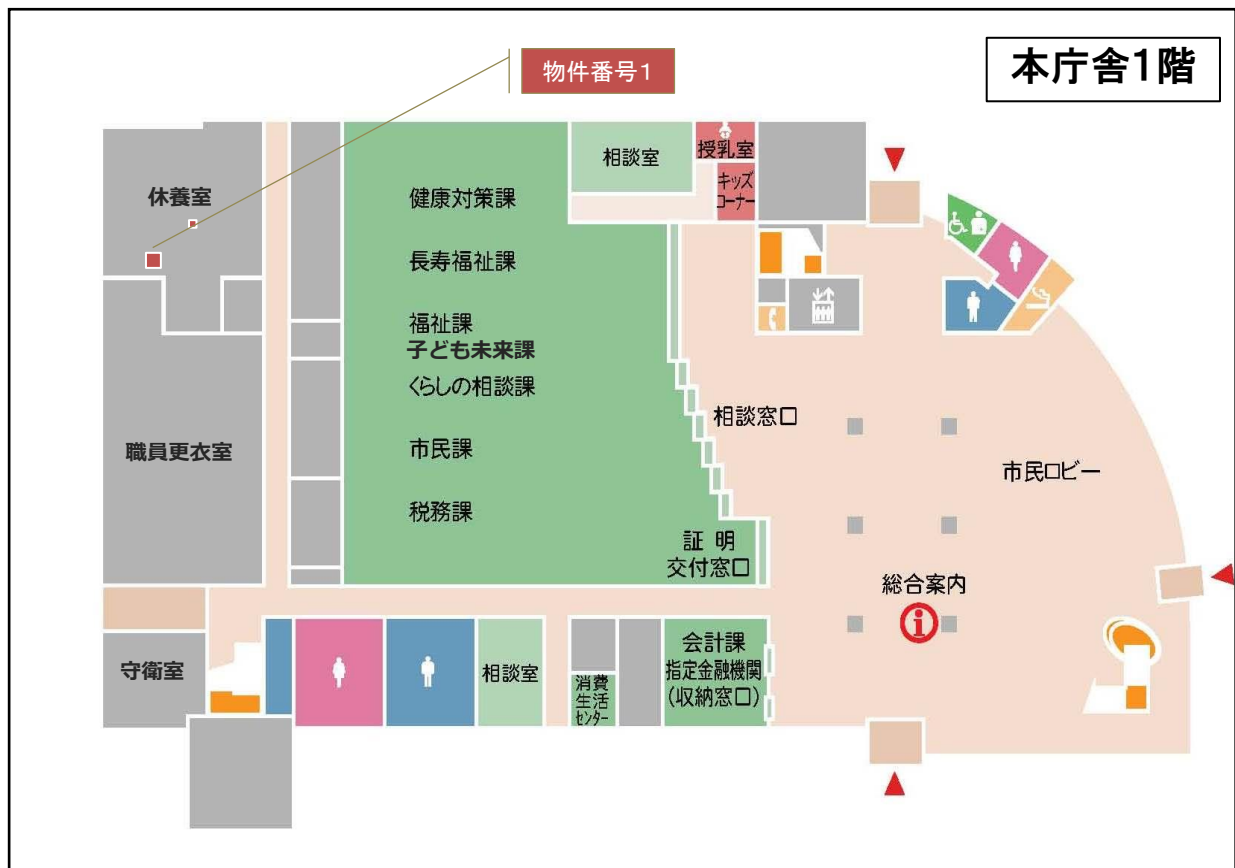 物件番号1
本庁舎1階
相談室
授乳室
キッズ
コーナー
休養室
健康対策課
長寿福祉課
福祉課
子ども未来課
くらしの相談課
相談窓口
職員更衣室
市民課
市民ロビー
税務課
証 明
交付窓口
総合案内
i
守衛室
相談室
消費
生活
センター
会計課
指定金融機関
(収納窓口)